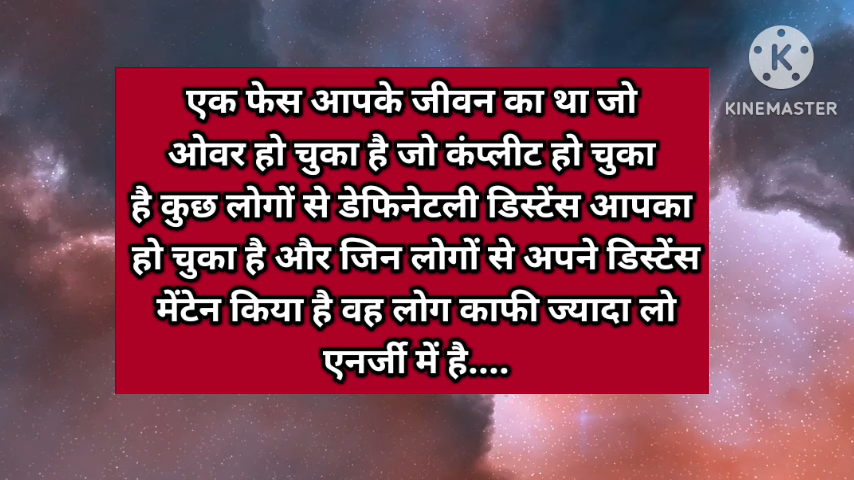 एक फेस आपके जीवन का था जो
ओवर हो चुका है जो कंप्लीट हो चुका
है कुछ लोगों से डेफिनेटली डिस्टेंस आपका
हो चुका है और जिन लोगों से अपने डिस्टेंस
मेंटेन किया है वह लोग काफी ज्यादा लो
एनर्जी में है....
K
KINEMASTER